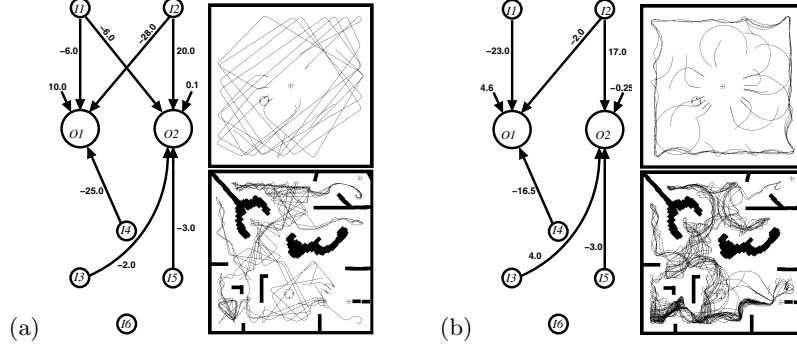 I1 I2
−6.0 −6.0 −28.0 20.0
10.0 0.1
O1 O2
−25.0
I4 −3.0
−2.0
I3 I5
(a) I6
I1 I2
−23.0 −2.0 17.0
4.6 −0.25
O1 O2
−16.5
I4
4.0 −3.0
I3 I5
(b) I6